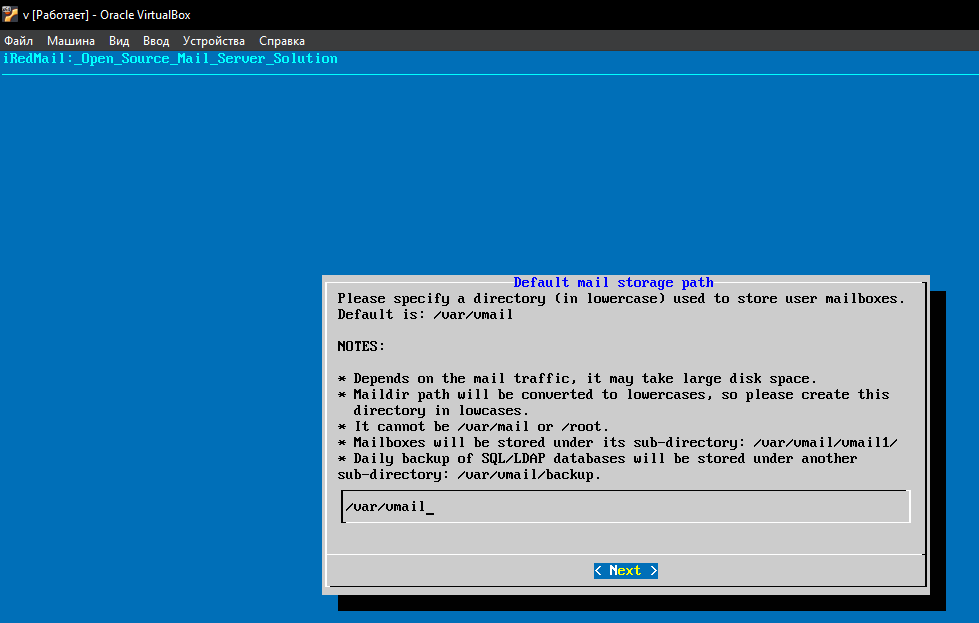 v [Работает] - Oracle VirtualBox
Файл Машина Вид Ввод Устройства Справка
iRedMail:_Open_Source_Mail_Server_Solution
Default mail storage path
Please specify a directory (in lowercase) used to store user mailboxes.
Default is: /var/vmail
NOTES:
* Depends on the mail traffic, it may take large disk space.
* Maildir path will be converted to lowercases, so please create this
directory in lowcases.
* It cannot be /var/mail or /root.
* Mailboxes will be stored under its sub-directory: /var/vmail/vmail1/
* Daily backup of SQL/LDAP databases will be stored under another
sub-directory: /var/vmail/backup.
/var/vmail_
< Next >